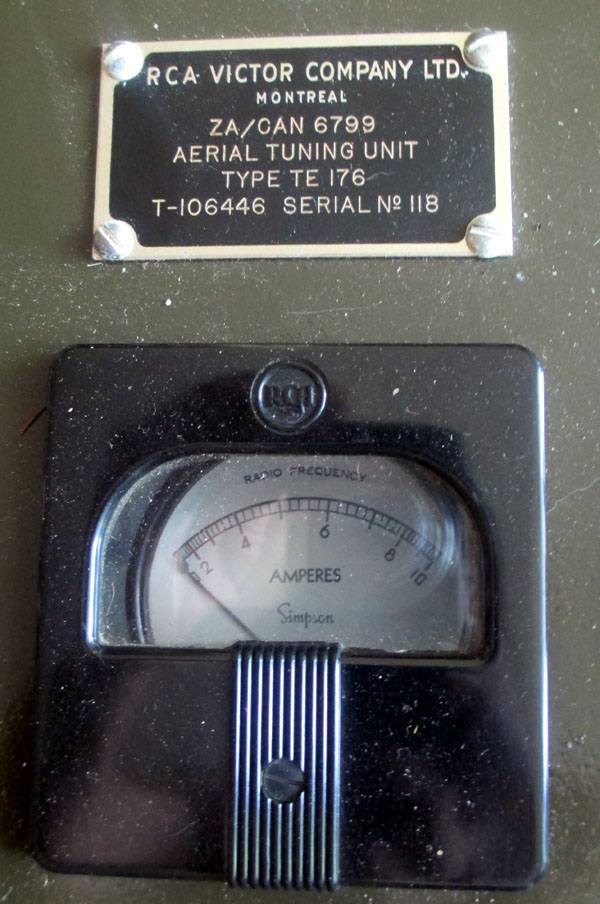 RCA VICTOR COMPANY LTD.
MONTREAL
ZA/CAN 6799
AERIAL TUNING UNIT
TYPE TE 176
T-106446 SERIAL Nº 118
RCA
RADIO FREQUENCY
0 2 4 6 8 10
AMPERES
Simpson